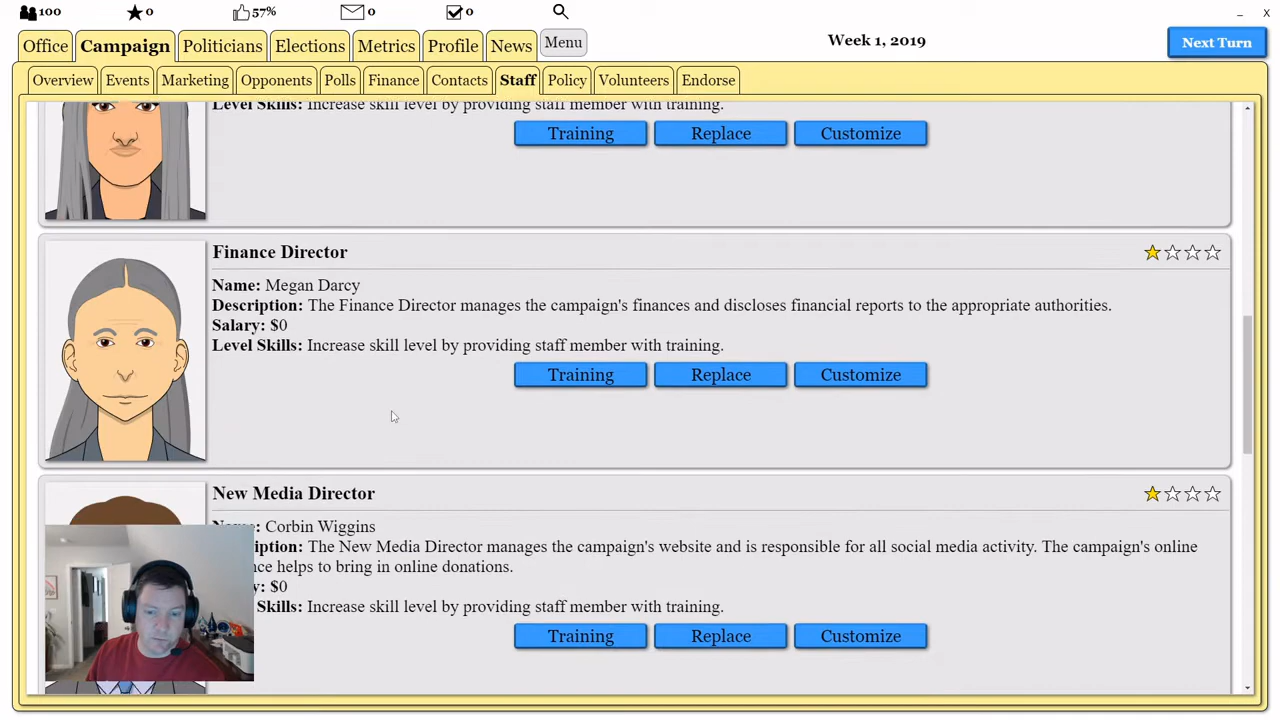 100 0 57% 0 0
Office Campaign Politicians Elections Metrics Profile News Menu Week 1, 2019 Next Turn
Overview Events Marketing Opponents Polls Finance Contacts Staff Policy Volunteers Endorse
Level Skills: Increase skill level by providing staff member with training.
Training Replace Customize
Finance Director
Name: Megan Darcy
Description: The Finance Director manages the campaign's finances and discloses financial reports to the appropriate authorities.
Salary: $0
Level Skills: Increase skill level by providing staff member with training.
Training Replace Customize
New Media Director
: Corbin Wiggins
iption: The New Media Director manages the campaign's website and is responsible for all social media activity. The campaign's online
nce helps to bring in online donations.
y: $0
Skills: Increase skill level by providing staff member with training.
Training Replace Customize